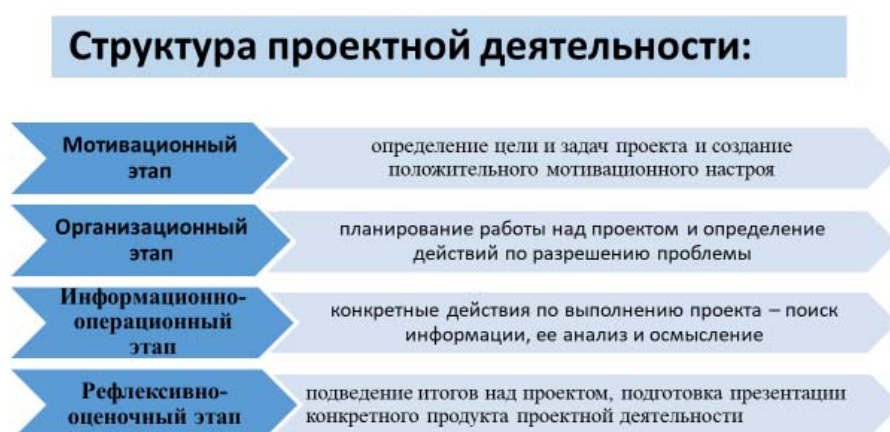 Структура проектной деятельности:
Мотивационный
этап
определение цели и задач проекта и создание
положительного мотивационного настроя
Организационный
этап
планирование работы над проектом и определение
действий по разрешению проблемы
Информационно-
операционный
этап
конкретные действия по выполнению проекта – поиск
информации, ее анализ и осмысление
Рефлексивно-
оценочный этап
подведение итогов над проектом, подготовка презентации
конкретного продукта проектной деятельности